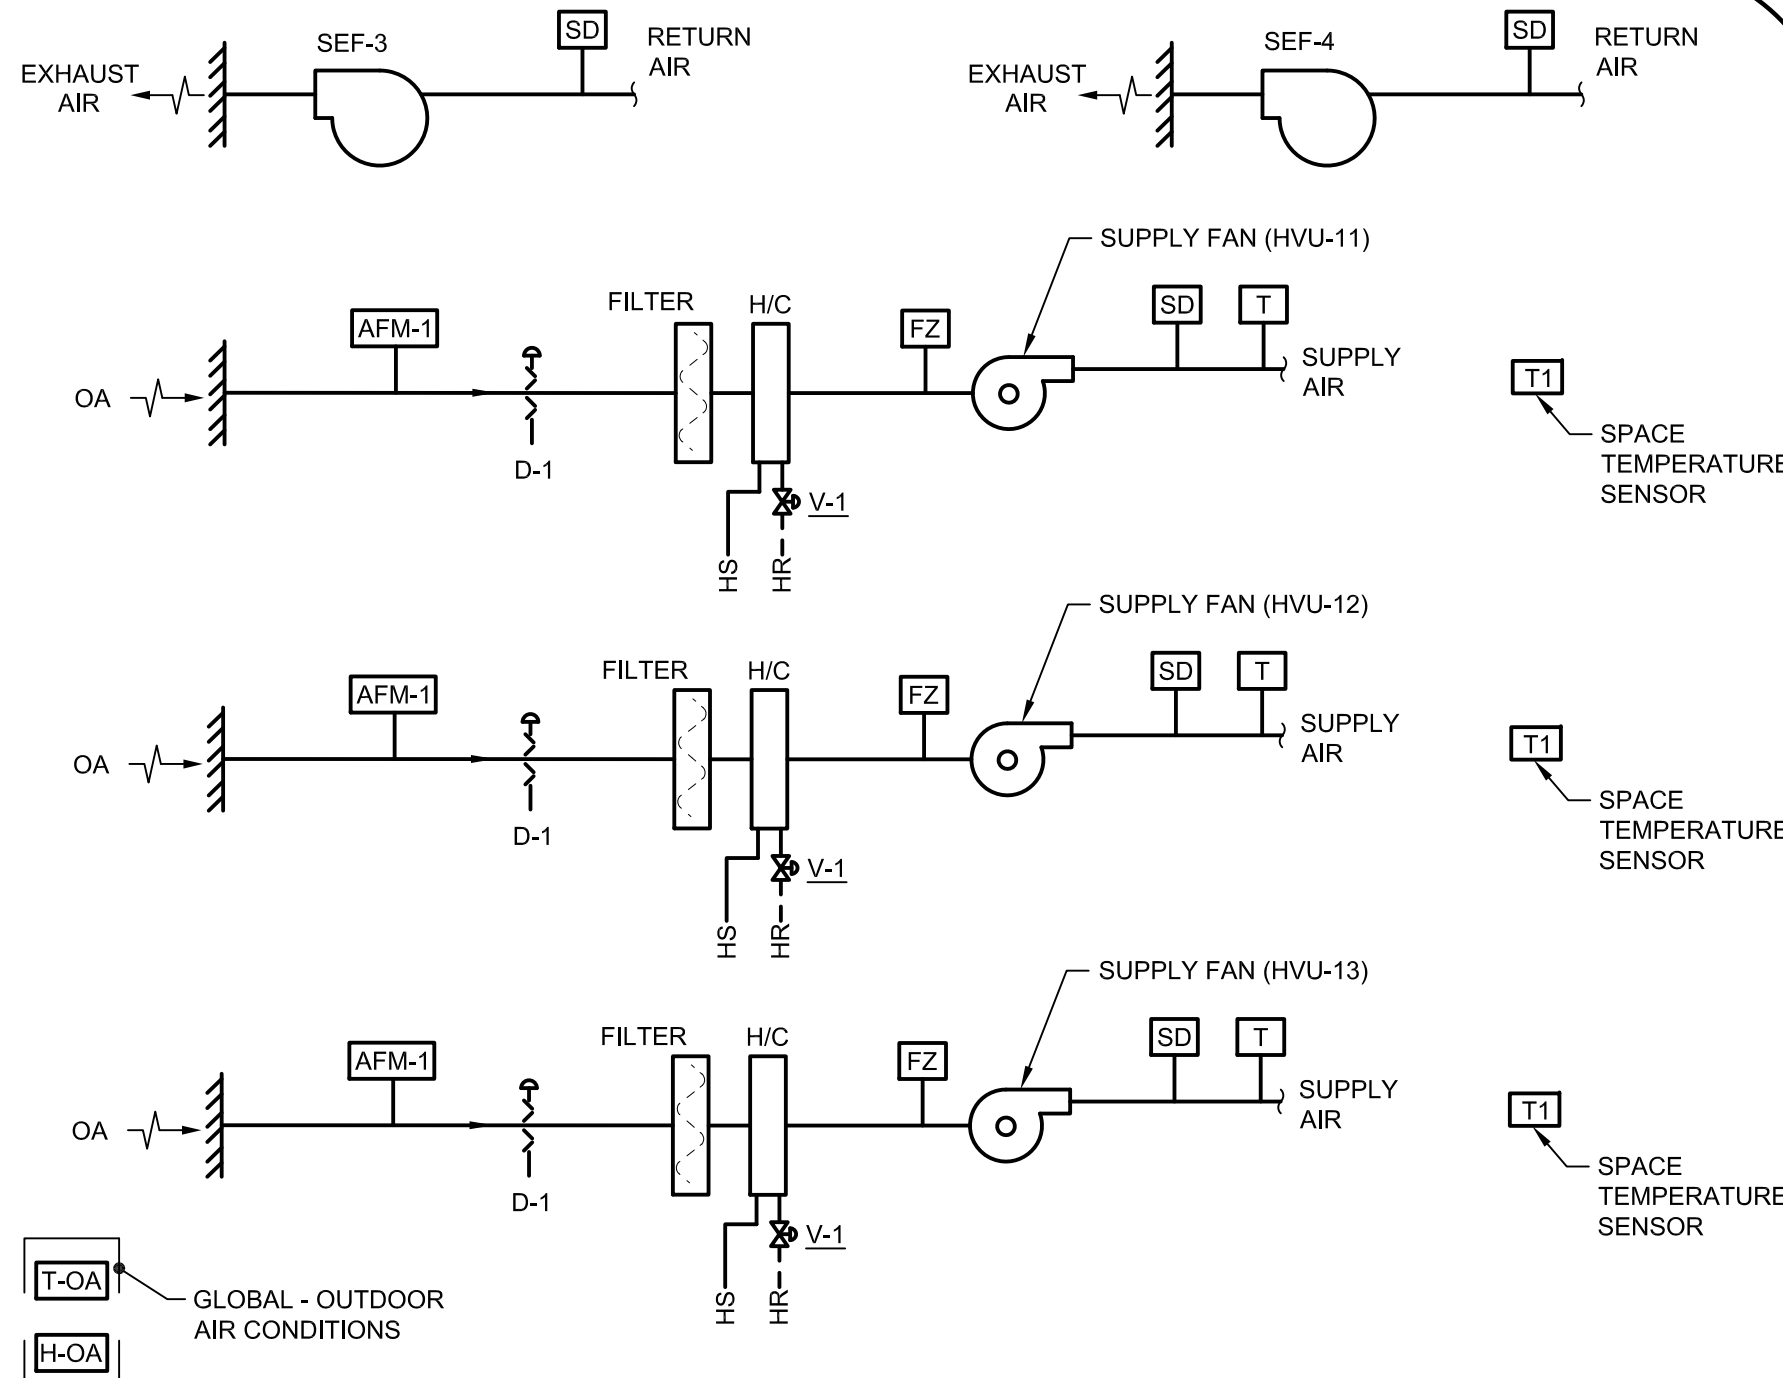 SEF-3
SD
RETURN
AIR
EXHAUST
AIR
SEF-4
SD
RETURN
AIR
EXHAUST
AIR
SUPPLY FAN (HVU-11)
FILTER
H/C
SD
T
AFM-1
FZ
SUPPLY
AIR
OA
T1
D-1
SPACE
TEMPERATURE
SENSOR
V-1
HS
HR
SUPPLY FAN (HVU-12)
FILTER
H/C
SD
T
AFM-1
FZ
SUPPLY
AIR
OA
T1
D-1
SPACE
TEMPERATURE
SENSOR
V-1
HS
HR
SUPPLY FAN (HVU-13)
FILTER
H/C
SD
T
AFM-1
FZ
SUPPLY
AIR
OA
T1
D-1
SPACE
TEMPERATURE
SENSOR
V-1
HS
HR
T-OA
GLOBAL - OUTDOOR
AIR CONDITIONS
H-OA